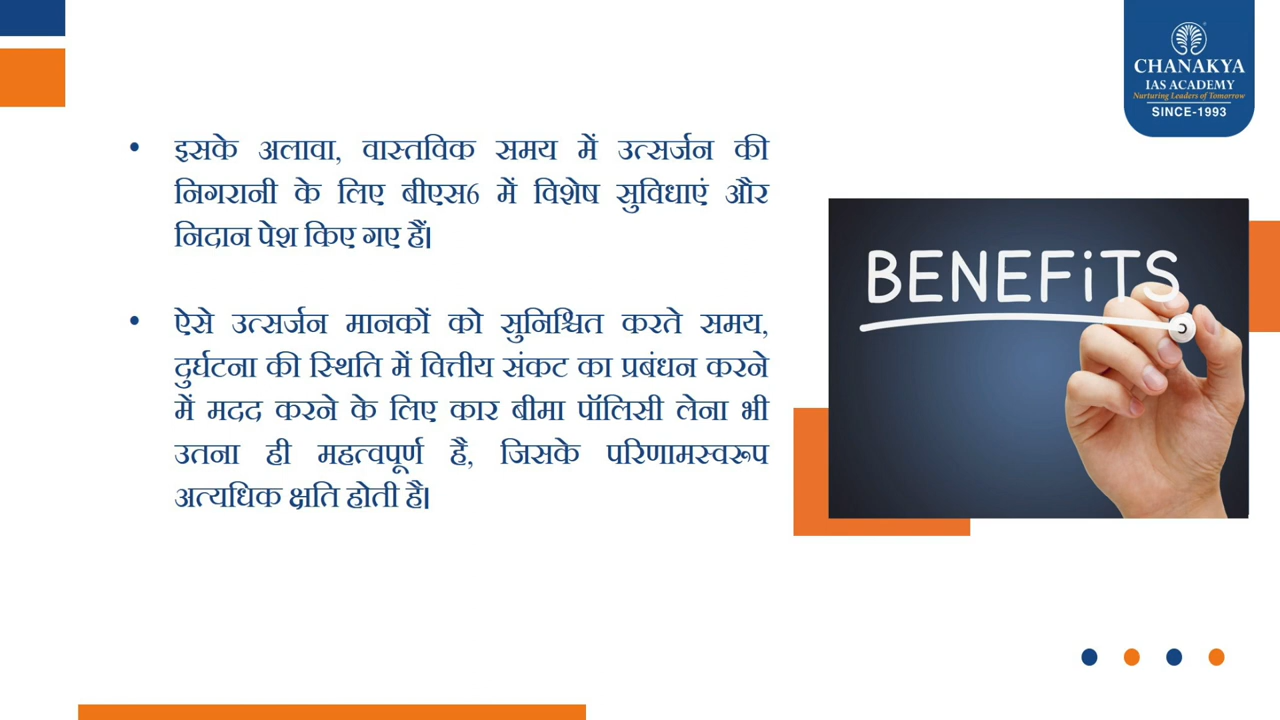 CHANAKYA
IAS ACADEMY
Nurturing Leaders of Tomorrow
SINCE-1993
• इसके अलावा, वास्तविक समय में उत्सर्जन की
निगरानी के लिए बीएस6 में विशेष सुविधाएं और
निदान पेश किए गए हैं।
• ऐसे उत्सर्जन मानकों को सुनिश्चित करते समय,
दुर्घटना की स्थिति में वित्तीय संकट का प्रबंधन करने
में मदद करने के लिए कार बीमा पॉलिसी लेना भी
उतना ही महत्वपूर्ण है, जिसके परिणामस्वरूप
अत्यधिक क्षति होती है।
BENEFiTS